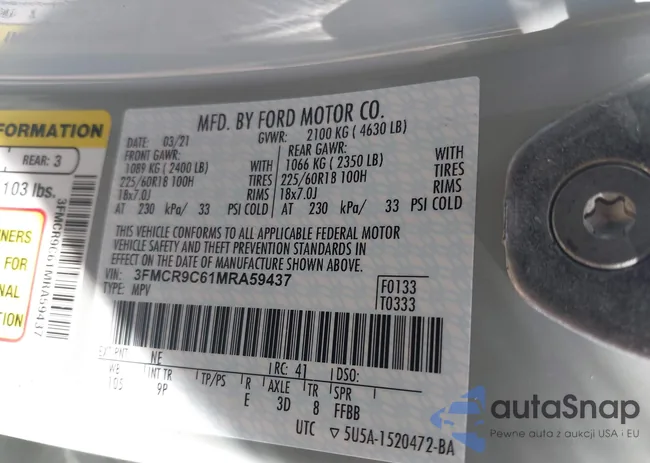 FORMATION
REAR: 3
103 lbs.
3FMCR9C61MRA59437
NERS
FOR
NAL
TION
MFD. BY FORD MOTOR CO.
DATE: 03/21 GVWR: 2100 KG ( 4630 LB)
FRONT GAWR: REAR GAWR:
1089 KG ( 2400 LB) WITH 1066 KG ( 2350 LB) WITH
225/60R18 100H TIRES 225/60R18 100H TIRES
18x7.0J RIMS 18x7.0J RIMS
AT 230 kPa/ 33 PSI COLD AT 230 kPa/ 33 PSI COLD
THIS VEHICLE CONFORMS TO ALL APPLICABLE FEDERAL MOTOR
VEHICLE SAFETY AND THEFT PREVENTION STANDARDS IN
EFFECT ON THE DATE OF MANUFACTURE SHOWN ABOVE.
VIN: 3FMCR9C61MRA59437
TYPE: MPV
F0133
T0333
EXT PNT: NE RC: 41 DSO:
WB INT TR TP/PS R AXLE TR SPR
105 9P E 3D 8 FFBB
UTC ▽ 5U5A-1520472-BA
autaSnap
Pewne auta z aukcji USA i EU